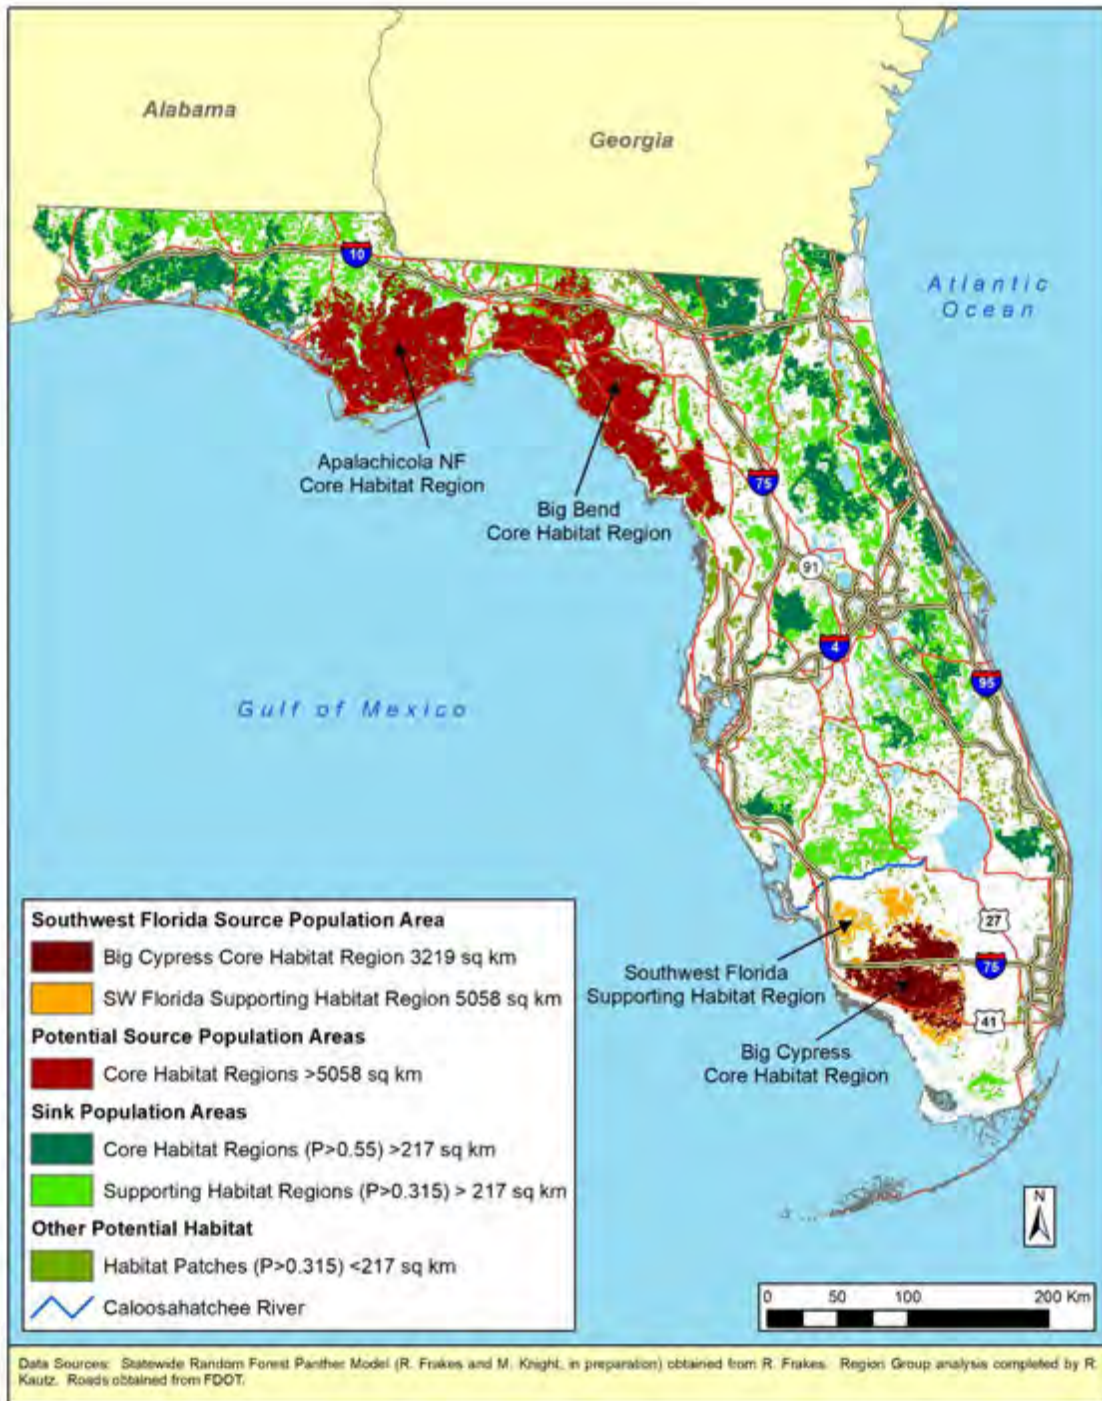 Alabama
Georgia
10
Atlantic
Ocean
Apalachicola NF
Core Habitat Region
Big Bend
Core Habitat Region
75
91
4
95
Gulf of Mexico
27
75
41
Southwest Florida
Supporting Habitat Region
Big Cypress
Core Habitat Region
Southwest Florida Source Population Area
Big Cypress Core Habitat Region 3219 sq km
SW Florida Supporting Habitat Region 5058 sq km
Potential Source Population Areas
Core Habitat Regions >5058 sq km
Sink Population Areas
Core Habitat Regions (P>0.55) >217 sq km
Supporting Habitat Regions (P>0.315) > 217 sq km
Other Potential Habitat
Habitat Patches (P>0.315) <217 sq km
Caloosahatchee River
N
0 50 100 200 Km
Data Sources: Statewide Random Forest Panther Model (R. Frakes and M. Knight, in preparation) obtained from R. Frakes. Region Group analysis completed by R.
Kautz. Roads obtained from FDOT.